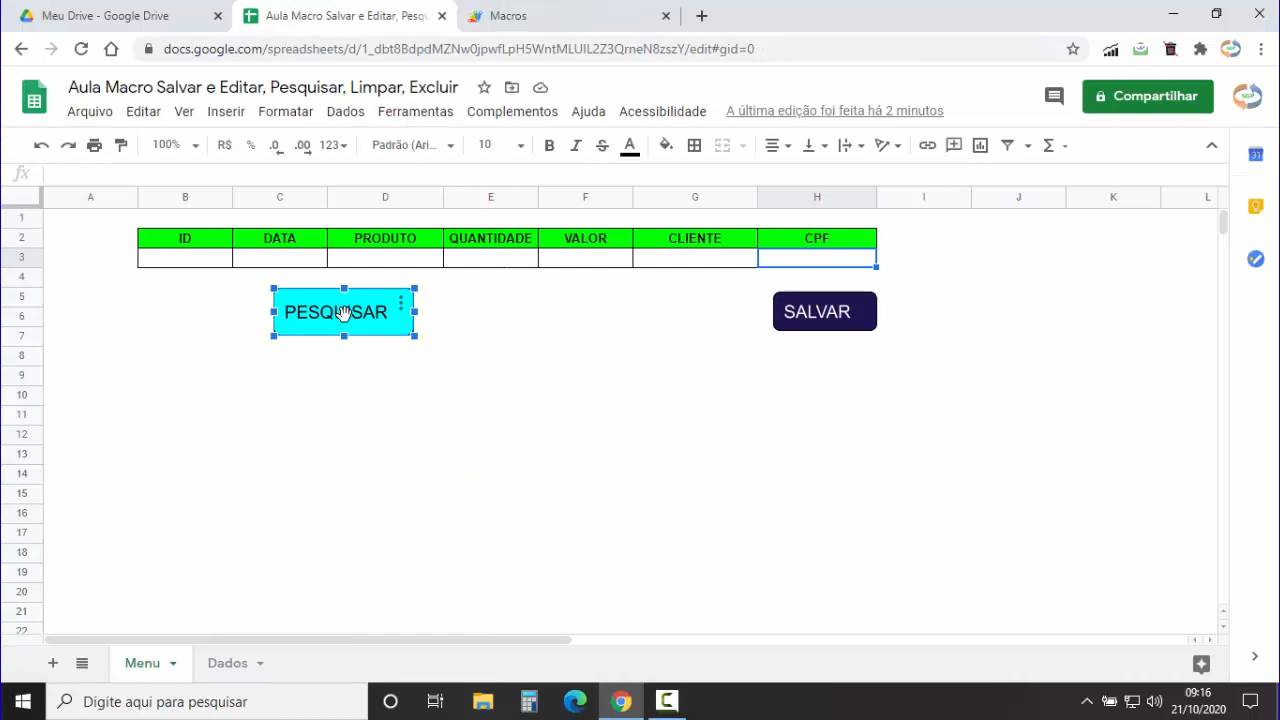 Meu Drive - Google Drive
Aula Macro Salvar e Editar, Pesqu
Macros
docs.google.com/spreadsheets/d/1_dbt8BdpdMZNw0jpwfLpH5WntMLUIL2Z3QrneN8zszY/edit#gid=0
Aula Macro Salvar e Editar, Pesquisar, Limpar, Excluir
Compartilhar
Arquivo Editar Ver Inserir Formatar Dados Ferramentas Complementos Ajuda Acessibilidade A última edição foi feita há 2 minutos
100% R$ % .0 .00 123 Padrão (Ari... 10 B I S A Σ
fx
A B C D E F G H I J K L
1
2 ID DATA PRODUTO QUANTIDADE VALOR CLIENTE CPF
3
4
5
6 PESQUISAR SALVAR
7
8
9
10
11
12
13
14
15
16
17
18
19
20
21
22
Menu Dados
Digite aqui para pesquisar
09:16
21/10/2020